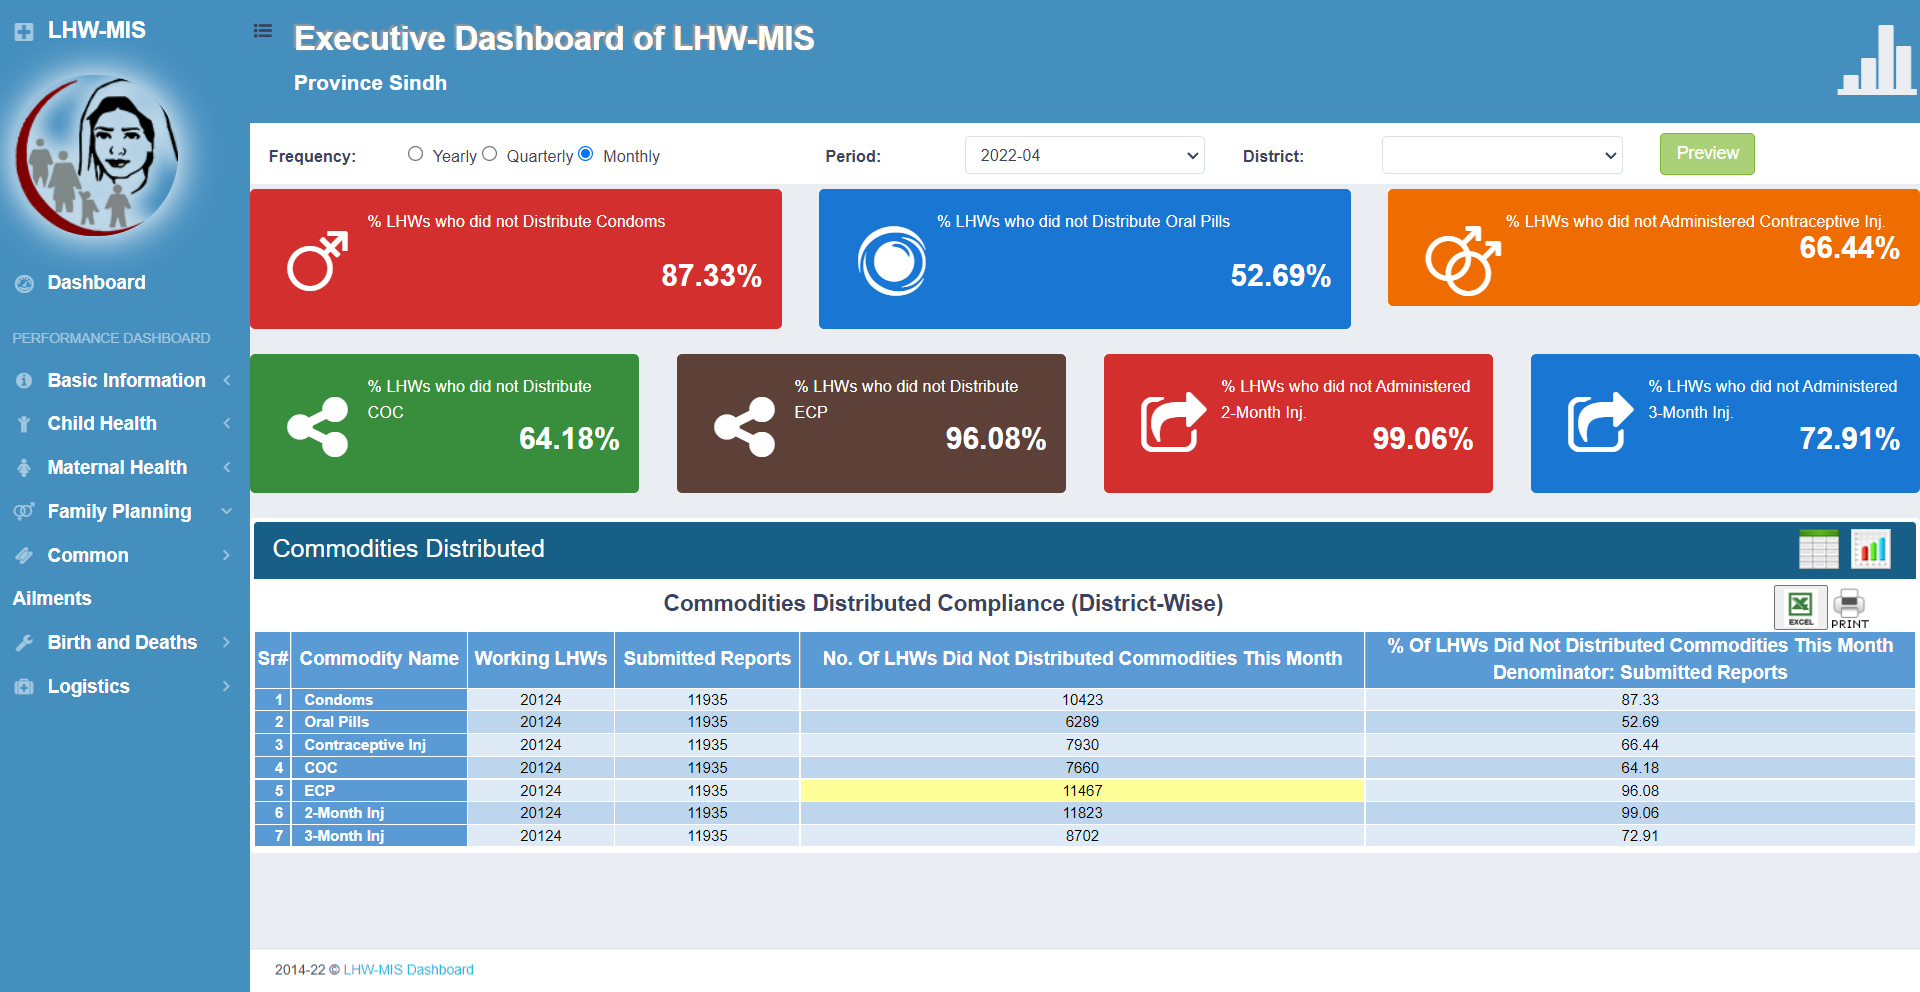 LHW-MIS
Executive Dashboard of LHW-MIS
Province Sindh
Dashboard
PERFORMANCE DASHBOARD
Basic Information
Child Health
Maternal Health
Family Planning
Common
Ailments
Birth and Deaths
Logistics
Frequency: Yearly Quarterly Monthly Period: 2022-04 District: Preview
% LHWs who did not Distribute Condoms
87.33%
% LHWs who did not Distribute Oral Pills
52.69%
% LHWs who did not Administered Contraceptive Inj.
66.44%
% LHWs who did not Distribute
COC
64.18%
% LHWs who did not Distribute
ECP
96.08%
% LHWs who did not Administered
2-Month Inj.
99.06%
% LHWs who did not Administered
3-Month Inj.
72.91%
Commodities Distributed
Commodities Distributed Compliance (District-Wise)
EXCEL PRINT
Sr# Commodity Name Working LHWs Submitted Reports No. Of LHWs Did Not Distributed Commodities This Month % Of LHWs Did Not Distributed Commodities This Month
Denominator: Submitted Reports
1 Condoms 20124 11935 10423 87.33
2 Oral Pills 20124 11935 6289 52.69
3 Contraceptive Inj 20124 11935 7930 66.44
4 COC 20124 11935 7660 64.18
5 ECP 20124 11935 11467 96.08
6 2-Month Inj 20124 11935 11823 99.06
7 3-Month Inj 20124 11935 8702 72.91
2014-22 © LHW-MIS Dashboard